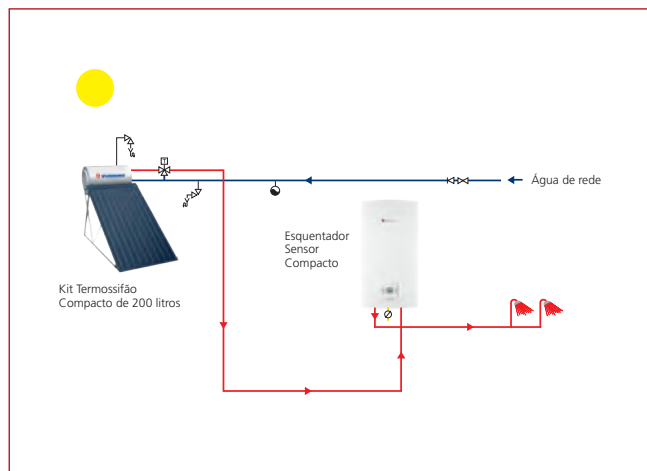 T
Água de rede
Esquentador
Sensor
Compacto
Kit Termossifão
Compacto de 200 litros